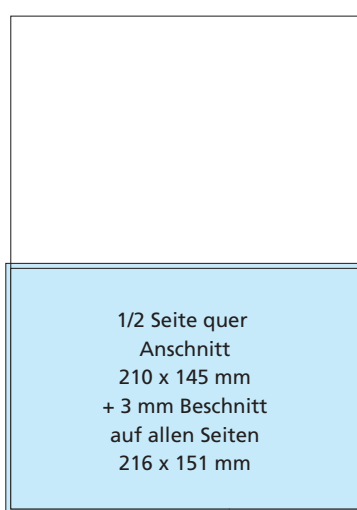 1/2 Seite quer
Anschnitt
210 x 145 mm
+ 3 mm Beschnitt
auf allen Seiten
216 x 151 mm